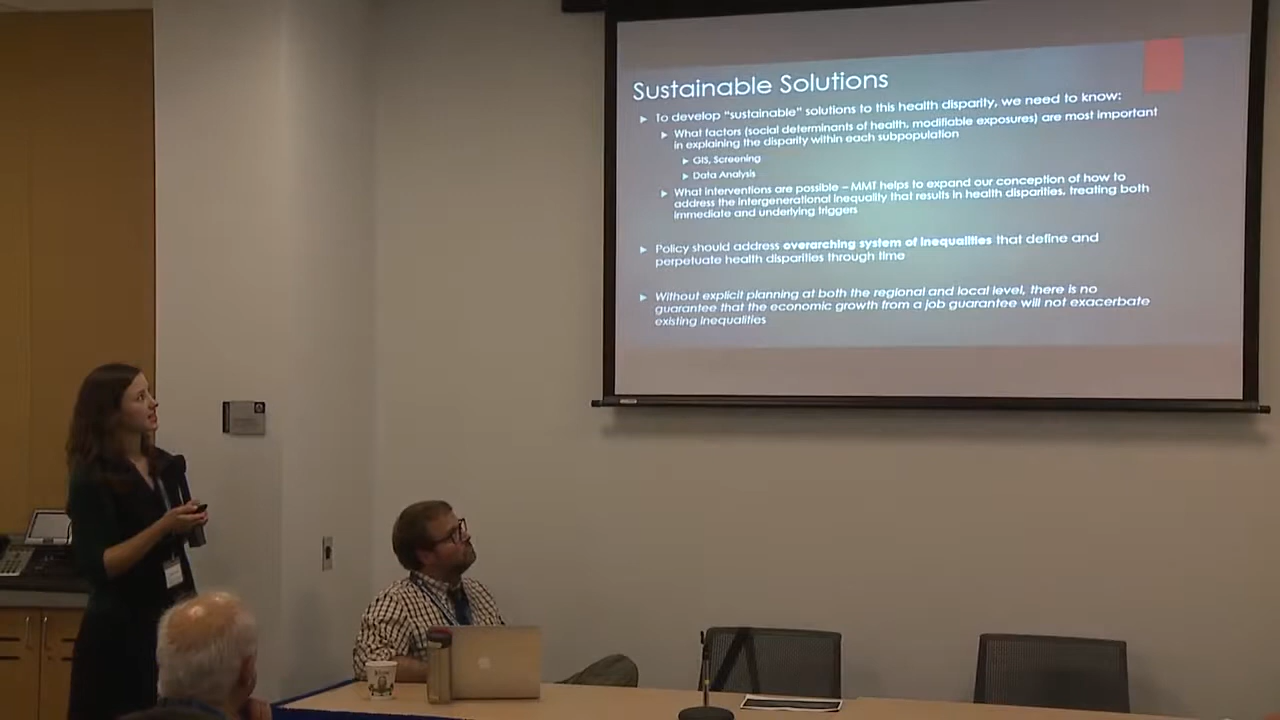 Sustainable Solutions
To develop "sustainable" solutions to this health disparity, we need to know:
What factors (social determinants of health, modifiable exposures) are most important
in explaining the disparity within each subpopulation
GIS, Screening
Data Analysis
What interventions are possible – MMT helps to expand our conception of how to
address the intergenerational inequality that results in health disparities, treating both
immediate and underlying triggers
Policy should address overarching system of inequalities that define and
perpetuate health disparities through time
Without explicit planning at both the regional and local level, there is no
guarantee that the economic growth from a job guarantee will not exacerbate
existing inequalities